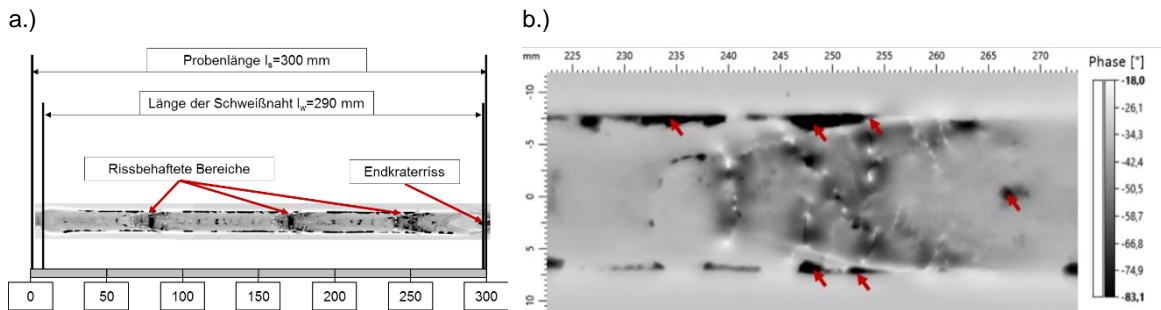 a.)
Probenlänge ls=300 mm
Länge der Schweißnaht lw=290 mm
Rissbehaftete Bereiche
Endkraterriss
0 50 100 150 200 250 300
b.)
mm 225 230 235 240 245 250 255 260 265 270
Phase [°]
-10
-5
0
5
10
-18,0
-26,1
-34,3
-42,4
-50,5
-58,6
-66,8
-74,9
-83,1